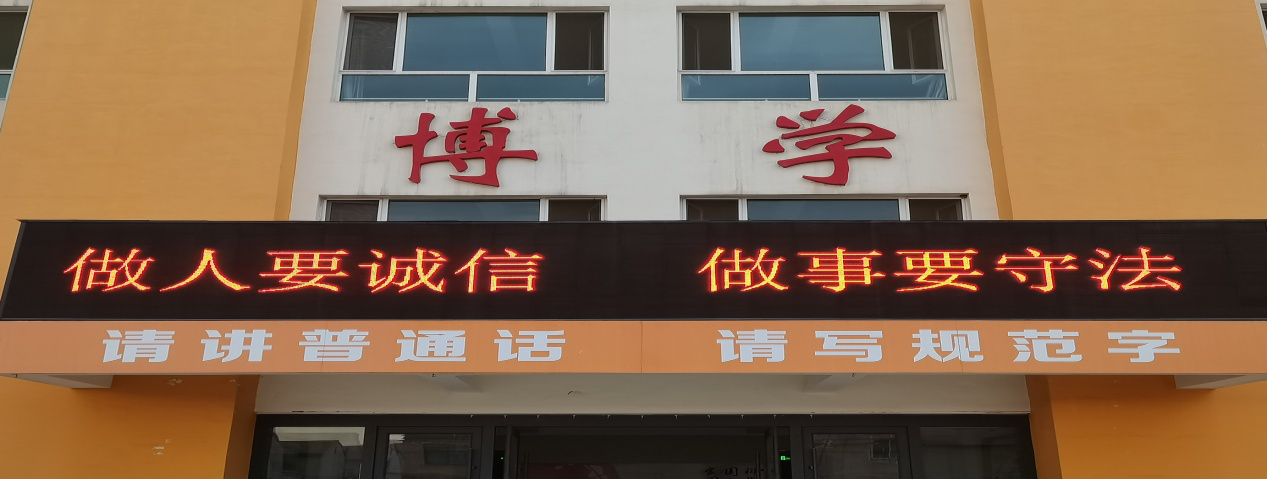 博 学
做人要诚信 做事要守法
请讲普通话 请写规范字